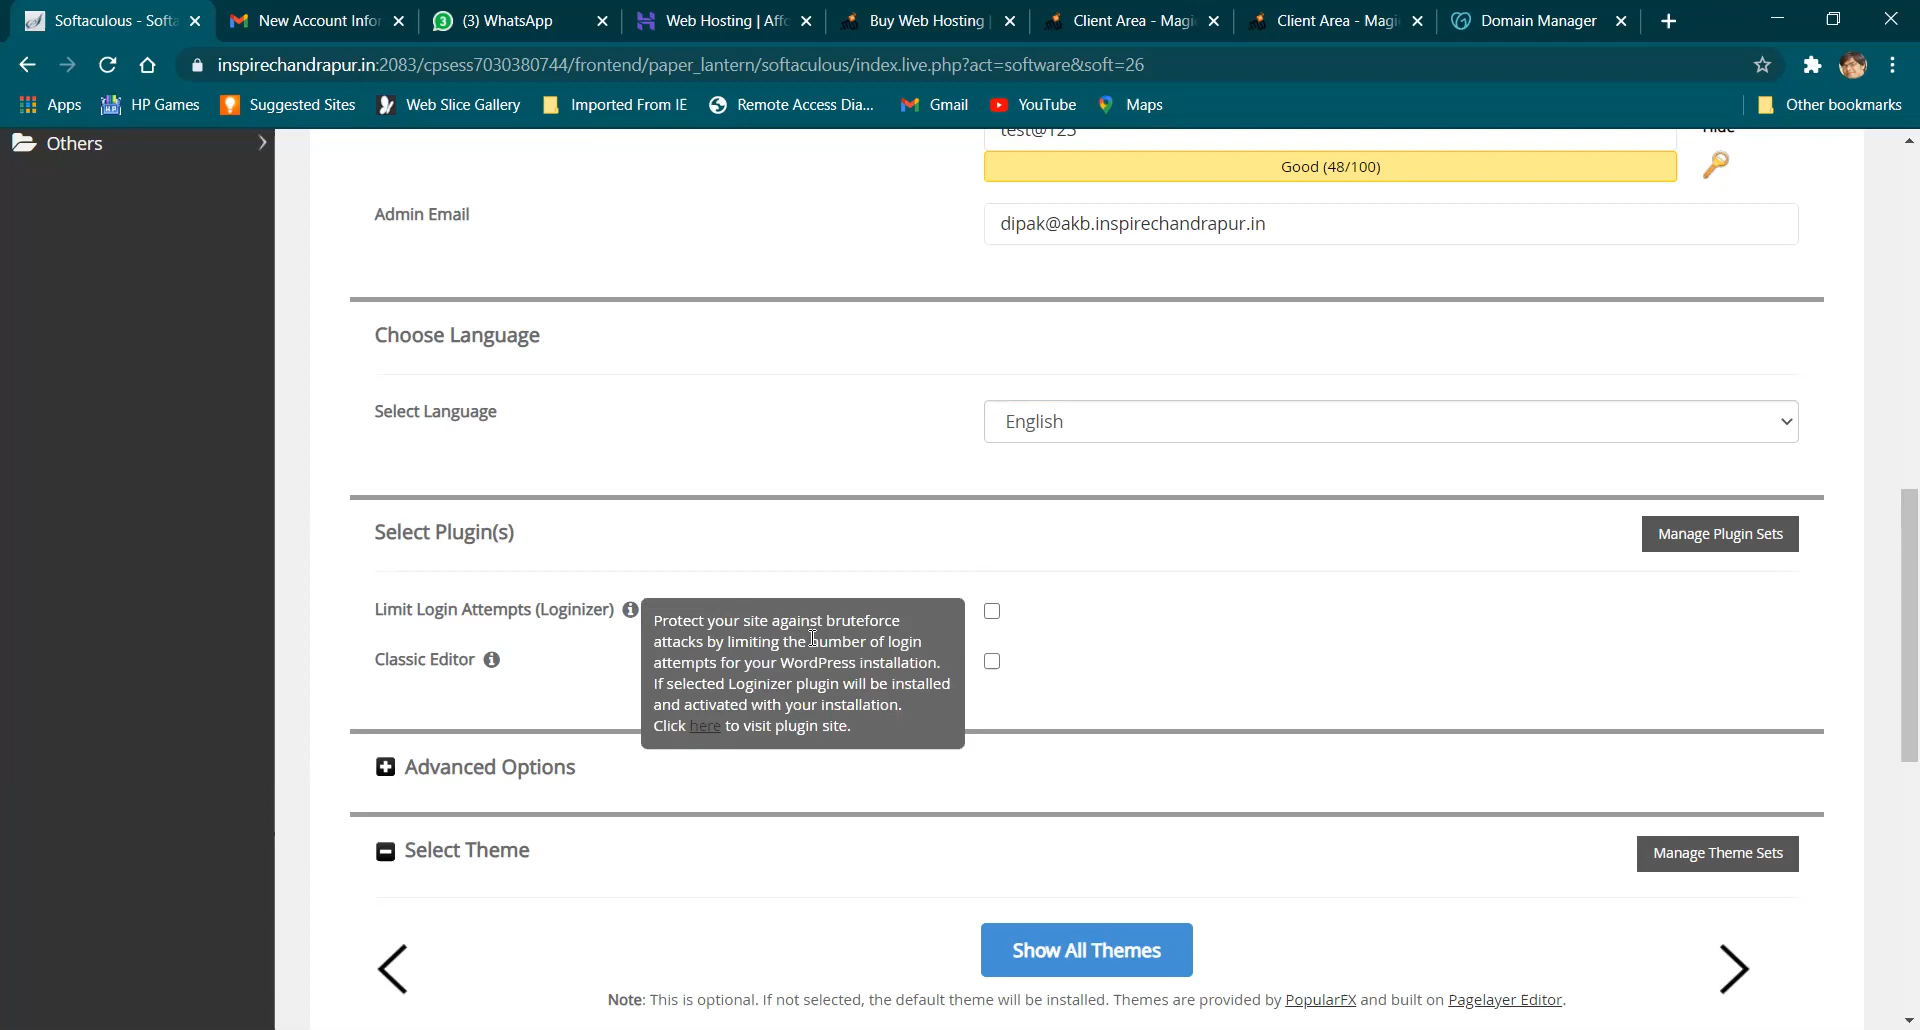 Softaculous - Softa
New Account Infor
(3) WhatsApp
Web Hosting | Affo
Buy Web Hosting
Client Area - Magi
Client Area - Magi
Domain Manager
inspirechandrapur.in:2083/cpsess7030380744/frontend/paper_lantern/softaculous/index.live.php?act=software&soft=26
Apps
HP Games
Suggested Sites
Web Slice Gallery
Imported From IE
Remote Access Dia...
Gmail
YouTube
Maps
Other bookmarks
Others
test@123
Hide
Good (48/100)
Admin Email
dipak@akb.inspirechandrapur.in
Choose Language
Select Language
English
Select Plugin(s)
Manage Plugin Sets
Limit Login Attempts (Loginizer)
Classic Editor
Protect your site against bruteforce
attacks by limiting the number of login
attempts for your WordPress installation.
If selected Loginizer plugin will be installed
and activated with your installation.
Click here to visit plugin site.
Advanced Options
Select Theme
Manage Theme Sets
Show All Themes
Note: This is optional. If not selected, the default theme will be installed. Themes are provided by PopularFX and built on Pagelayer Editor.